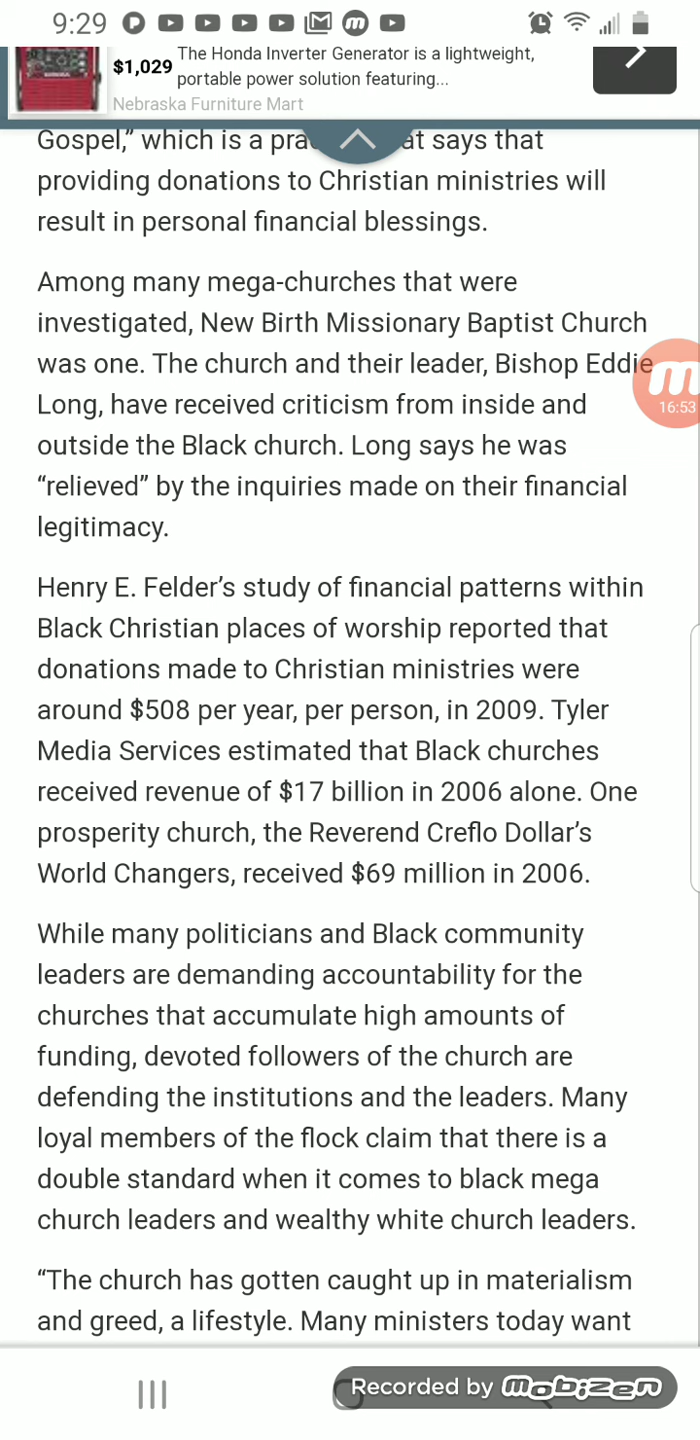 9:29
The Honda Inverter Generator is a lightweight,
$1,029 portable power solution featuring...
Nebraska Furniture Mart
Gospel,” which is a at says that
providing donations to Christian ministries will
result in personal financial blessings.
Among many mega-churches that were
investigated, New Birth Missionary Baptist Church
was one. The church and their leader, Bishop Eddie
16:53
Long, have received criticism from inside and
outside the Black church. Long says he was
“relieved” by the inquiries made on their financial
legitimacy.
Henry E. Felder’s study of financial patterns within
Black Christian places of worship reported that
donations made to Christian ministries were
around $508 per year, per person, in 2009. Tyler
Media Services estimated that Black churches
received revenue of $17 billion in 2006 alone. One
prosperity church, the Reverend Creflo Dollar’s
World Changers, received $69 million in 2006.
While many politicians and Black community
leaders are demanding accountability for the
churches that accumulate high amounts of
funding, devoted followers of the church are
defending the institutions and the leaders. Many
loyal members of the flock claim that there is a
double standard when it comes to black mega
church leaders and wealthy white church leaders.
“The church has gotten caught up in materialism
and greed, a lifestyle. Many ministers today want
Recorded by mobizen